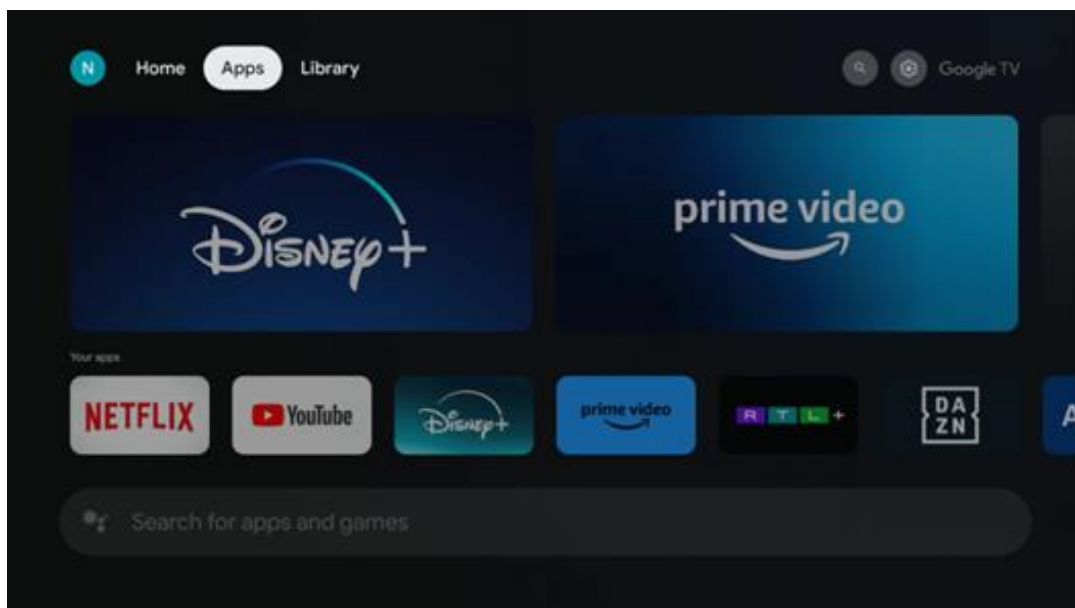 N Home Apps Library Google TV
Disney+ prime video
Your apps
NETFLIX YouTube Disney+ prime video RTL+ DAZN A
Search for apps and games